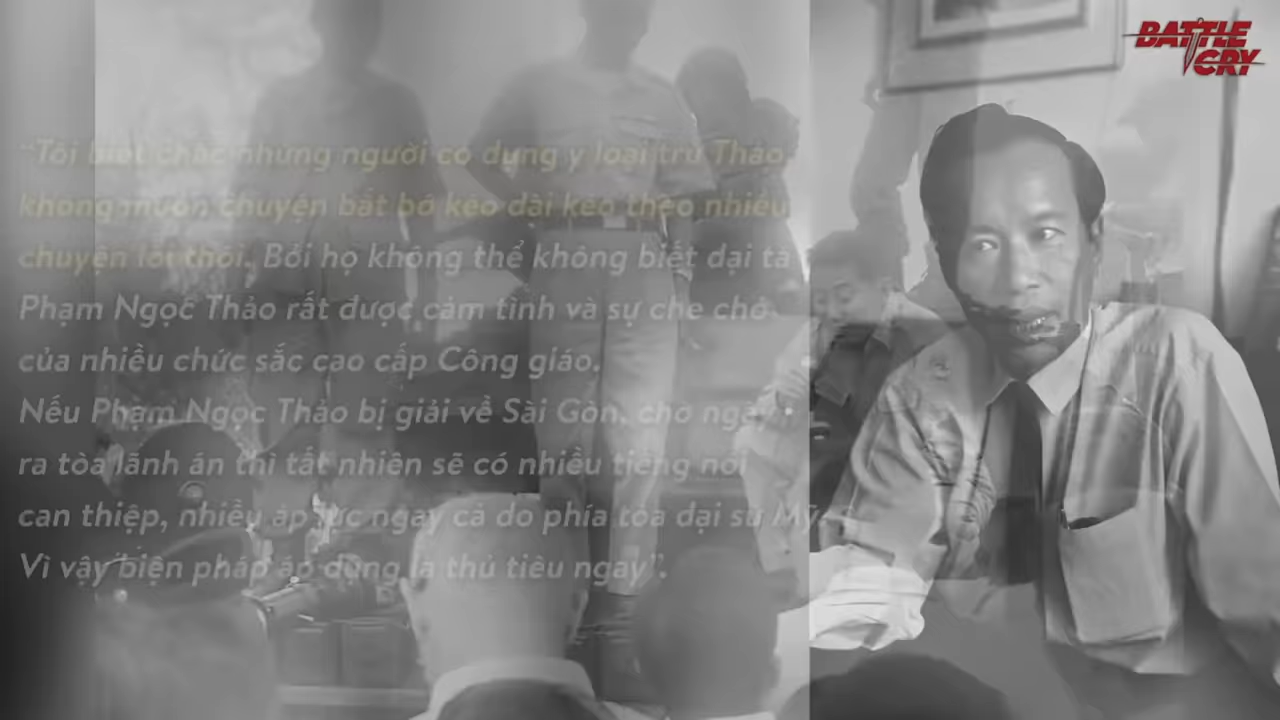 BATTLE
CRY
“Tôi biết chắc những người có dụng ý loại trừ Thảo
không muốn chuyện bắt bớ kéo dài kéo theo nhiều
chuyện lôi thôi. Bởi họ không thể không biết đại tá
Phạm Ngọc Thảo rất được cảm tình và sự che chở
của nhiều chức sắc cao cấp Công giáo.
Nếu Phạm Ngọc Thảo bị giải về Sài Gòn, cho ngay
ra tòa lãnh án thì tất nhiên sẽ có nhiều tiếng nói
can thiệp, nhiều áp lực ngay cả do phía tòa đại sứ Mỹ.
Vì vậy biện pháp áp dụng là thủ tiêu ngay”.